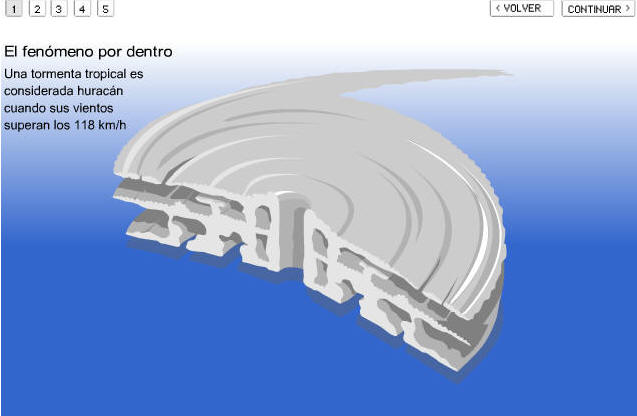 1 2 3 4 5 < VOLVER CONTINUAR >
El fenómeno por dentro
Una tormenta tropical es
considerada huracán
cuando sus vientos
superan los 118 km/h